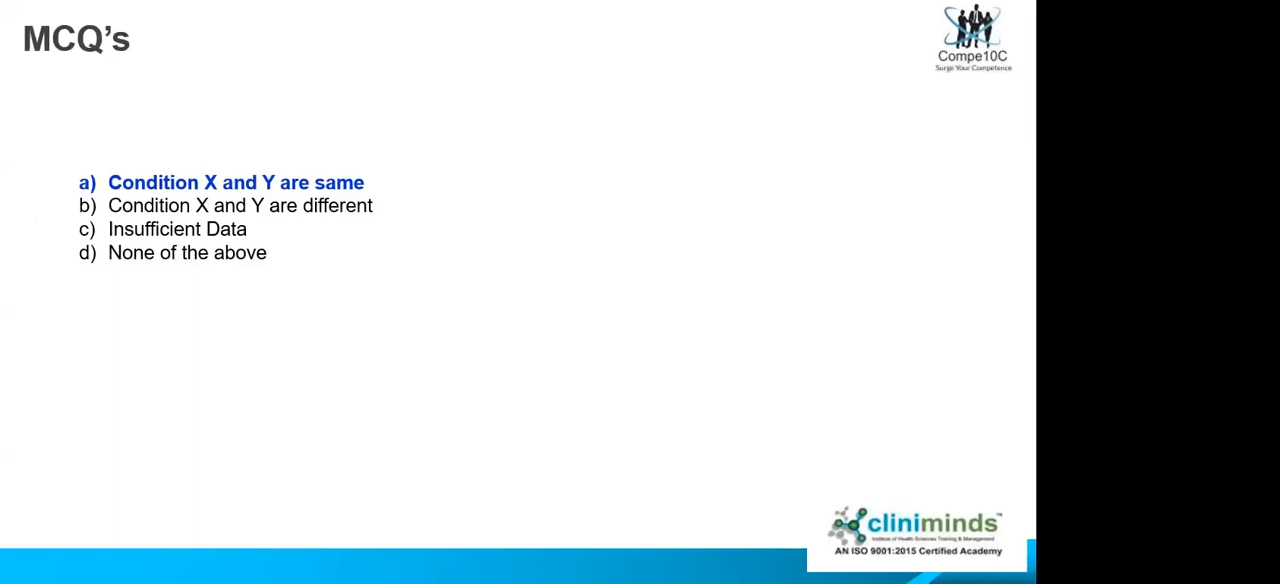 MCQ's
Compe10C
Surge Your Competence
a) Condition X and Y are same
b) Condition X and Y are different
c) Insufficient Data
d) None of the above
cliniminds™
Institute of Health Sciences Training & Management
AN ISO 9001:2015 Certified Academy